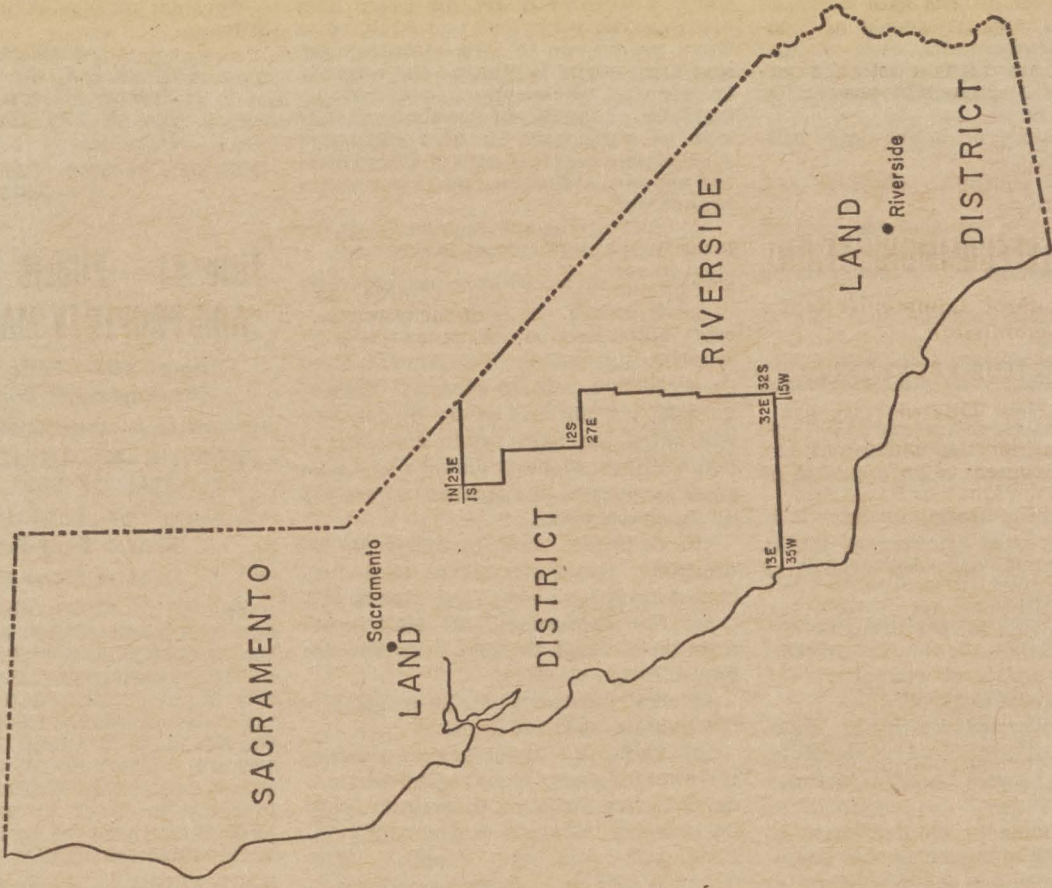 SACRAMENTO
Sacramento
LAND
DISTRICT
1N 23E
1S
12S
27E
RIVERSIDE
LAND
Riverside
DISTRICT
32E 32S
15W
13E
35W